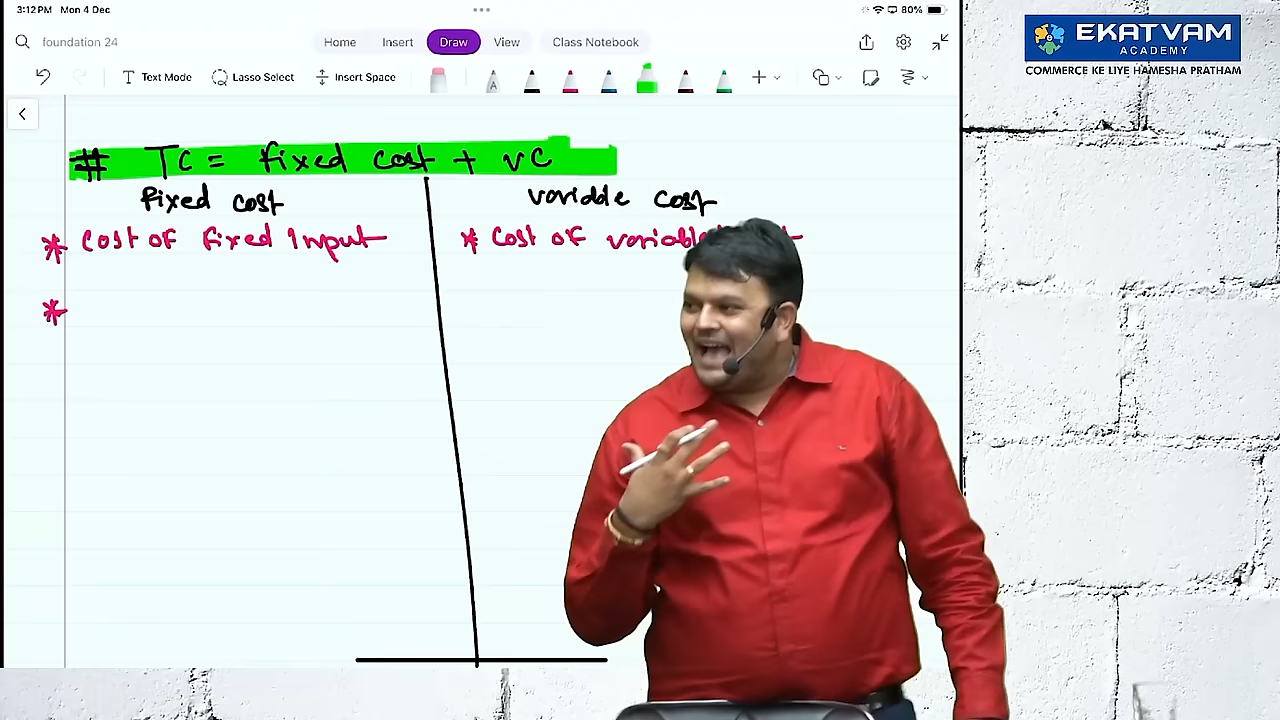 3:12 PM Mon 4 Dec
80%
foundation 24
Home Insert Draw View Class Notebook
Text Mode Lasso Select Insert Space
EKATVAM
ACADEMY
COMMERCE KE LIYE HAMESHA PRATHAM
# TC = fixed cost + VC
fixed cost
variable cost
* Cost of fixed Input
* Cost of variable
*